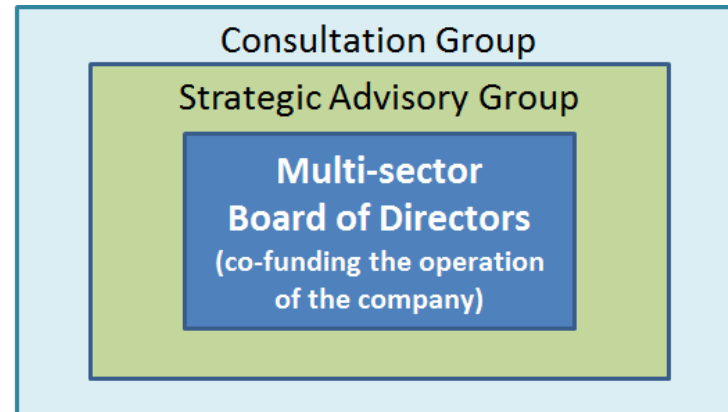 Consultation Group
Strategic Advisory Group
Multi-sector
Board of Directors
(co-funding the operation
of the company)